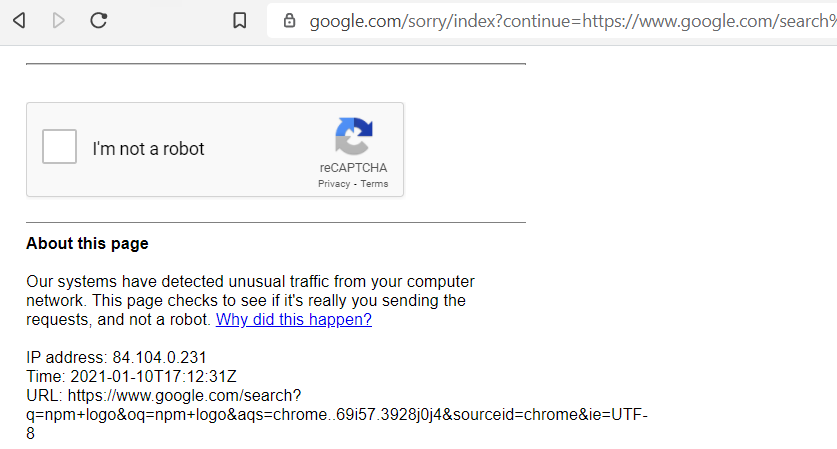 google.com/sorry/index?continue=https://www.google.com/search%
I'm not a robot
reCAPTCHA
Privacy - Terms
About this page
Our systems have detected unusual traffic from your computer
network. This page checks to see if it's really you sending the
requests, and not a robot. Why did this happen?
IP address: 84.104.0.231
Time: 2021-01-10T17:12:31Z
URL: https://www.google.com/search?
q=npm+logo&oq=npm+logo&aqs=chrome..69i57.3928j0j4&sourceid=chrome&ie=UTF-
8